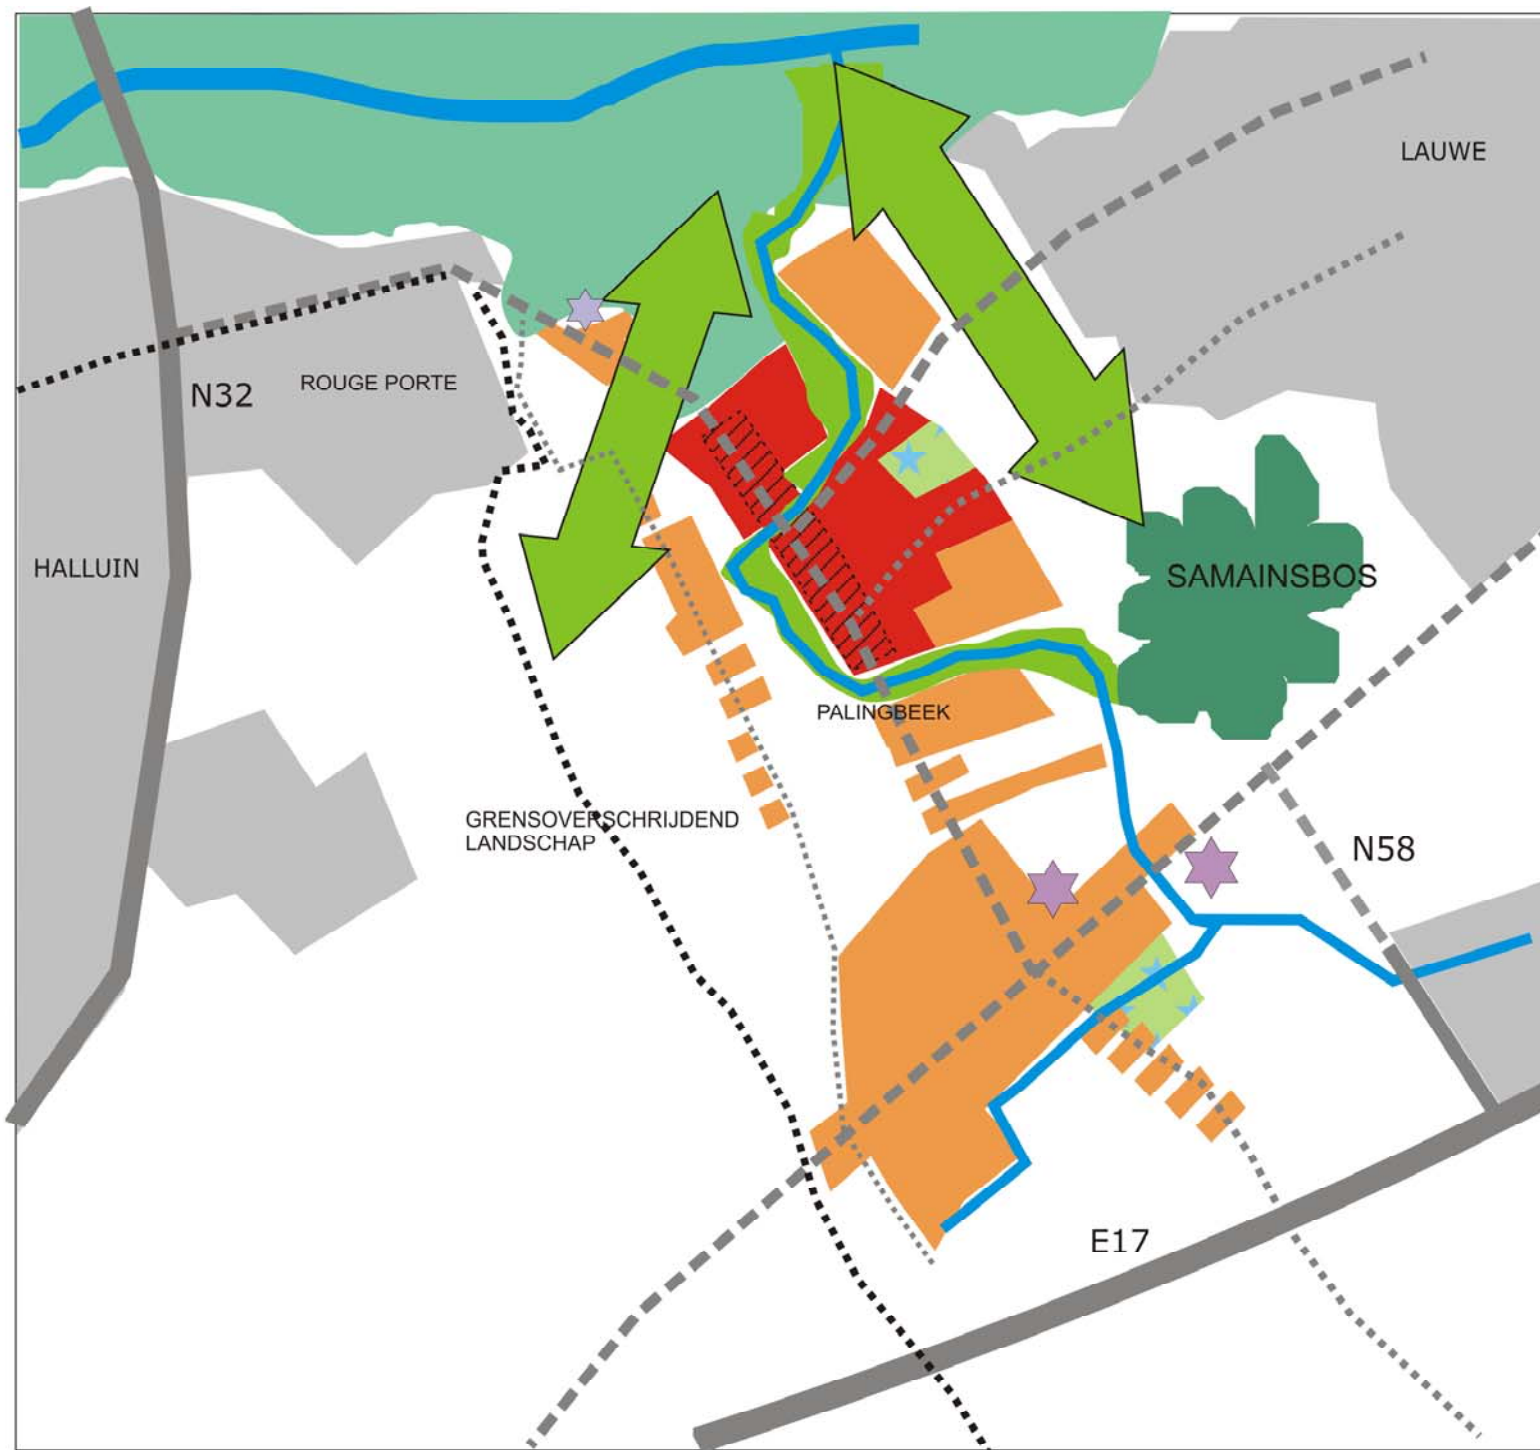 LAUWE
N32
ROUGE PORTE
HALLUIN
SAMAINSBOS
PALINGBEEK
GRENSOVERSCHRIJDEND
LANDSCHAP
N58
E17